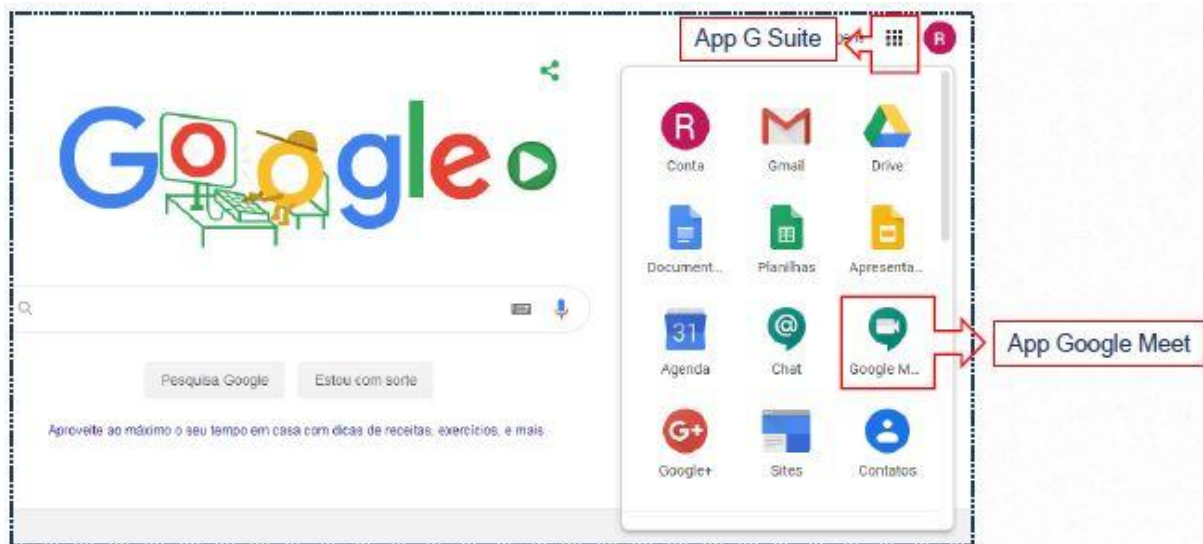 App G Suite
R
Google
R
Conta
Gmail
Drive
Document...
Planilhas
Apresenta...
31
Agenda
@
Chat
Google M...
App Google Meet
Pesquisa Google
Estou com sorte
Aproveite ao máximo o seu tempo em casa com dicas de receitas, exercícios, e mais
G+
Google+
Sites
Contatos